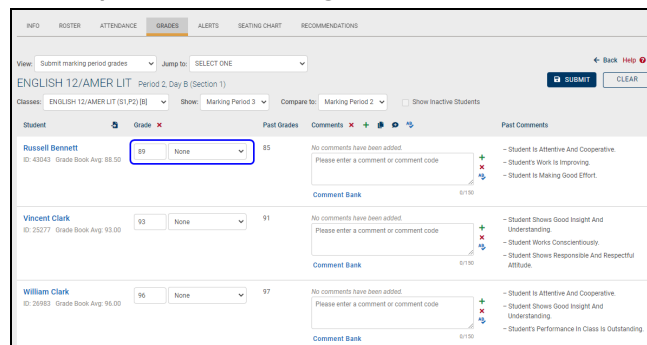 INFO ROSTER ATTENDANCE GRADES ALERTS SEATING CHART RECOMMENDATIONS
View: Submit marking period grades Jump to: SELECT ONE Back Help
ENGLISH 12/AMER LIT Period 2, Day B (Section 1) SUBMIT CLEAR
Classes: ENGLISH 12/AMER LIT (S1,P2) [B] Show: Marking Period 3 Compare to: Marking Period 2 Show Inactive Students
Student Grade Past Grades Comments Past Comments
Russell Bennett 89 None 85 No comments have been added. – Student Is Attentive And Cooperative.
ID: 43043 Grade Book Avg: 88.50 Please enter a comment or comment code – Student's Work Is Improving.
– Student Is Making Good Effort.
Comment Bank 0/150
Vincent Clark 93 None 91 No comments have been added. – Student Shows Good Insight And
ID: 25277 Grade Book Avg: 93.00 Please enter a comment or comment code Understanding.
– Student Works Conscientiously.
– Student Shows Responsible And Respectful
Comment Bank 0/150 Attitude.
William Clark 96 None 97 No comments have been added. – Student Is Attentive And Cooperative.
ID: 26983 Grade Book Avg: 96.00 Please enter a comment or comment code – Student Shows Good Insight And
Understanding.
– Student's Performance In Class Is Outstanding.
Comment Bank 0/150